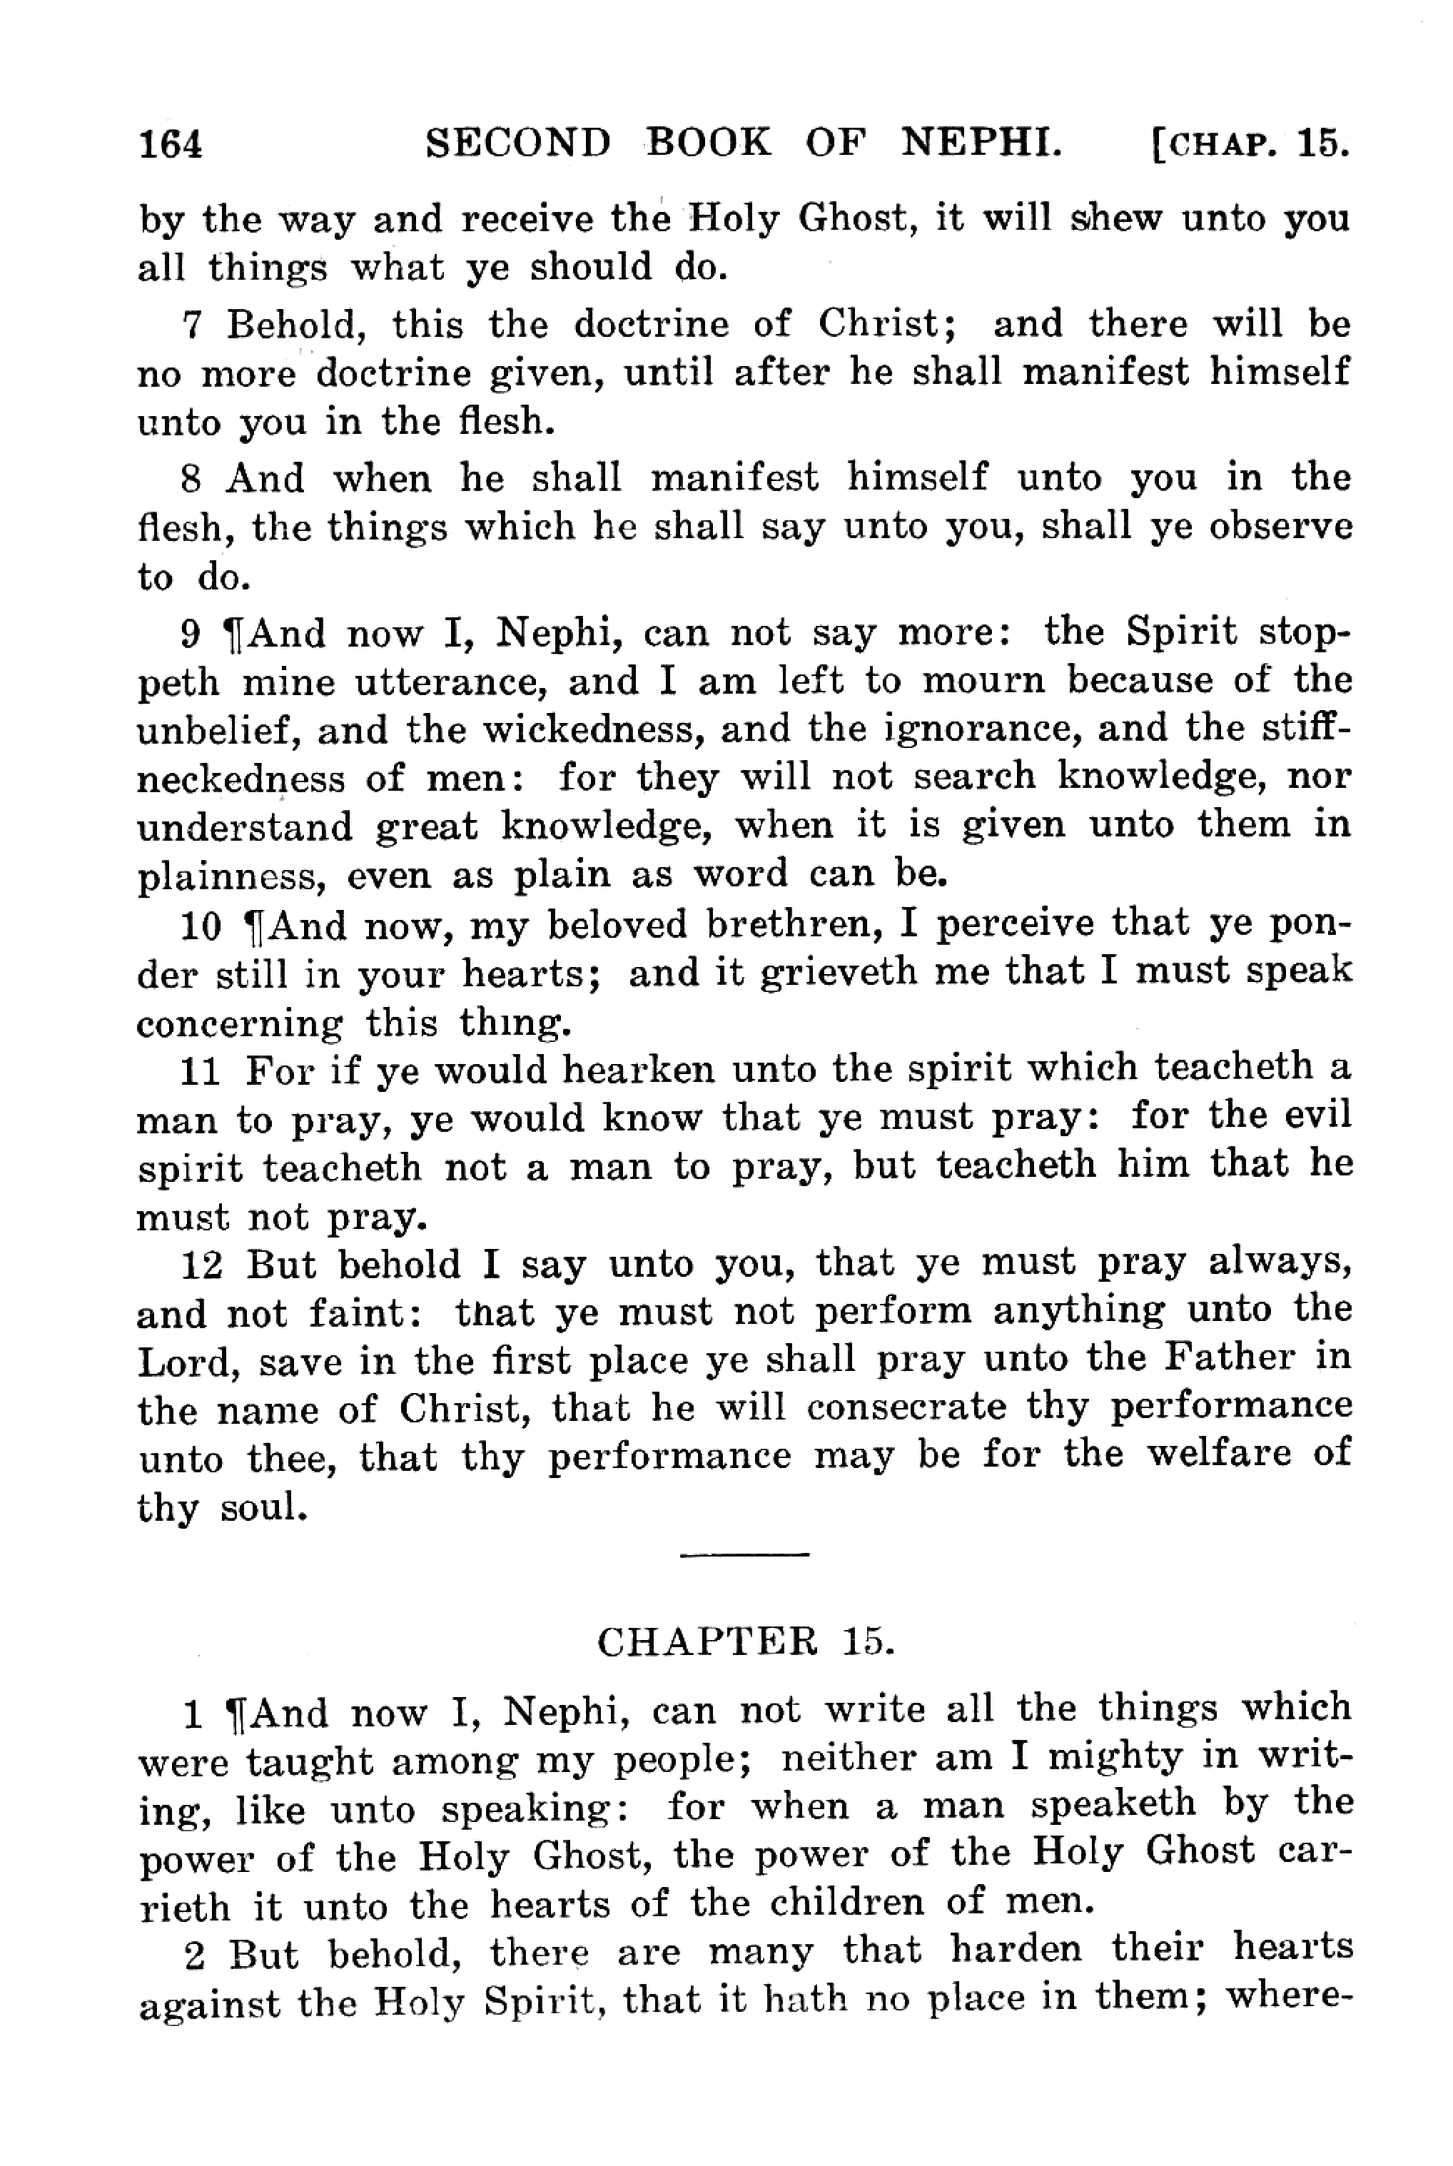 164 SECOND BOOK OF NEPHI. [CHAP. 15.
by the way and receive the Holy Ghost, it will shew unto you
all things what ye should do.
7 Behold, this the doctrine of Christ; and there will be
no more doctrine given, until after he shall manifest himself
unto you in the flesh.
8 And when he shall manifest himself unto you in the
flesh, the things which he shall say unto you, shall ye observe
to do.
9 ¶And now I, Nephi, can not say more: the Spirit stop-
peth mine utterance, and I am left to mourn because of the
unbelief, and the wickedness, and the ignorance, and the stiff-
neckedness of men: for they will not search knowledge, nor
understand great knowledge, when it is given unto them in
plainness, even as plain as word can be.
10 ¶And now, my beloved brethren, I perceive that ye pon-
der still in your hearts; and it grieveth me that I must speak
concerning this thing.
11 For if ye would hearken unto the spirit which teacheth a
man to pray, ye would know that ye must pray: for the evil
spirit teacheth not a man to pray, but teacheth him that he
must not pray.
12 But behold I say unto you, that ye must pray always,
and not faint: that ye must not perform anything unto the
Lord, save in the first place ye shall pray unto the Father in
the name of Christ, that he will consecrate thy performance
unto thee, that thy performance may be for the welfare of
thy soul.
CHAPTER 15.
1 ¶And now I, Nephi, can not write all the things which
were taught among my people; neither am I mighty in writ-
ing, like unto speaking: for when a man speaketh by the
power of the Holy Ghost, the power of the Holy Ghost car-
rieth it unto the hearts of the children of men.
2 But behold, there are many that harden their hearts
against the Holy Spirit, that it hath no place in them; where-